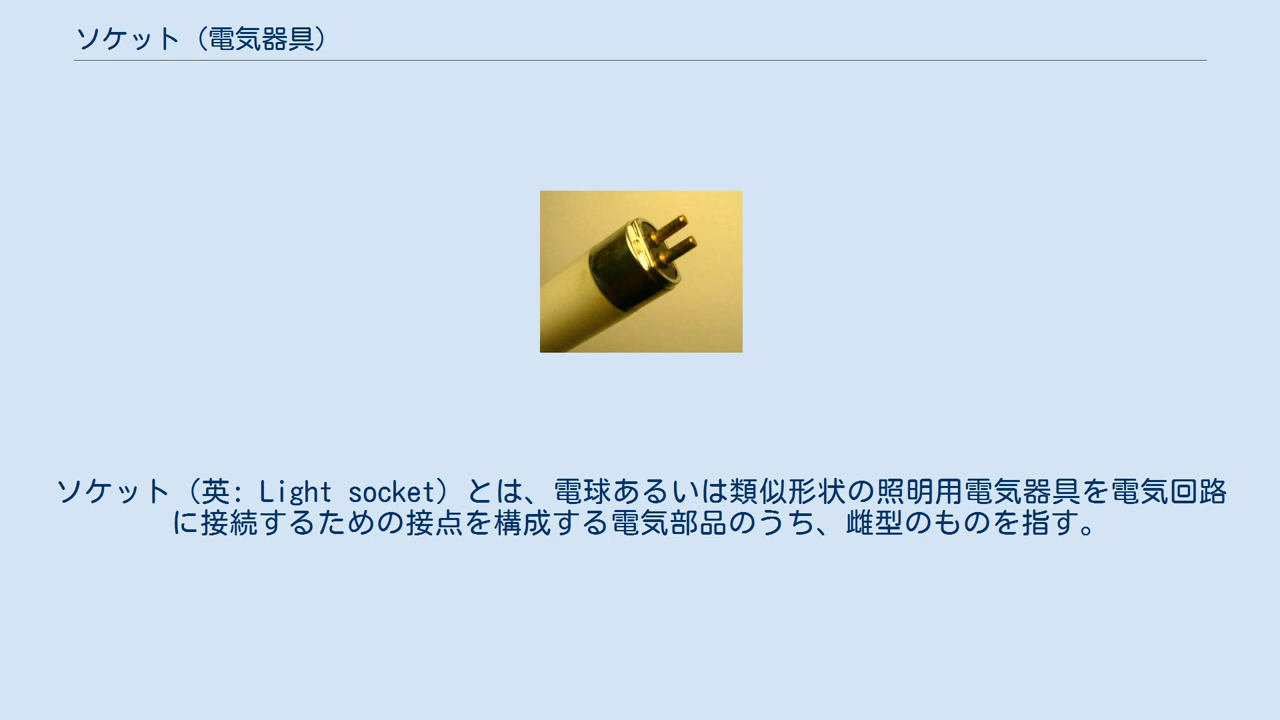 ソケット（電気器具）
ソケット（英: Light socket）とは、電球あるいは類似形状の照明用電気器具を電気回路
に接続するための接点を構成する電気部品のうち、雌型のものを指す。